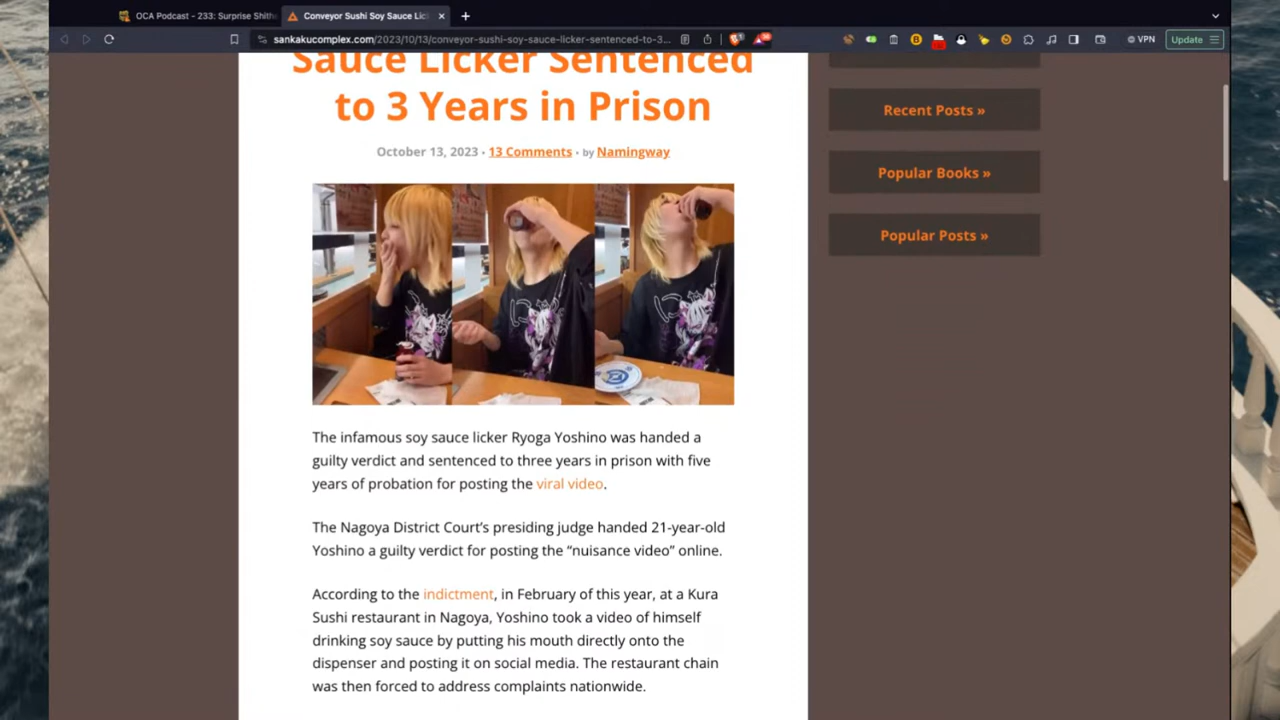 OCA Podcast - 233: Surprise Shith
Conveyor Sushi Soy Sauce Lic
sankakucomplex.com/2023/10/13/conveyor-sushi-soy-sauce-licker-sentenced-to-3...
VPN
Update
Sauce Licker Sentenced
to 3 Years in Prison
October 13, 2023 · 13 Comments · by Namingway
The infamous soy sauce licker Ryoga Yoshino was handed a
guilty verdict and sentenced to three years in prison with five
years of probation for posting the viral video.
The Nagoya District Court’s presiding judge handed 21-year-old
Yoshino a guilty verdict for posting the “nuisance video” online.
According to the indictment, in February of this year, at a Kura
Sushi restaurant in Nagoya, Yoshino took a video of himself
drinking soy sauce by putting his mouth directly onto the
dispenser and posting it on social media. The restaurant chain
was then forced to address complaints nationwide.
Recent Posts »
Popular Books »
Popular Posts »